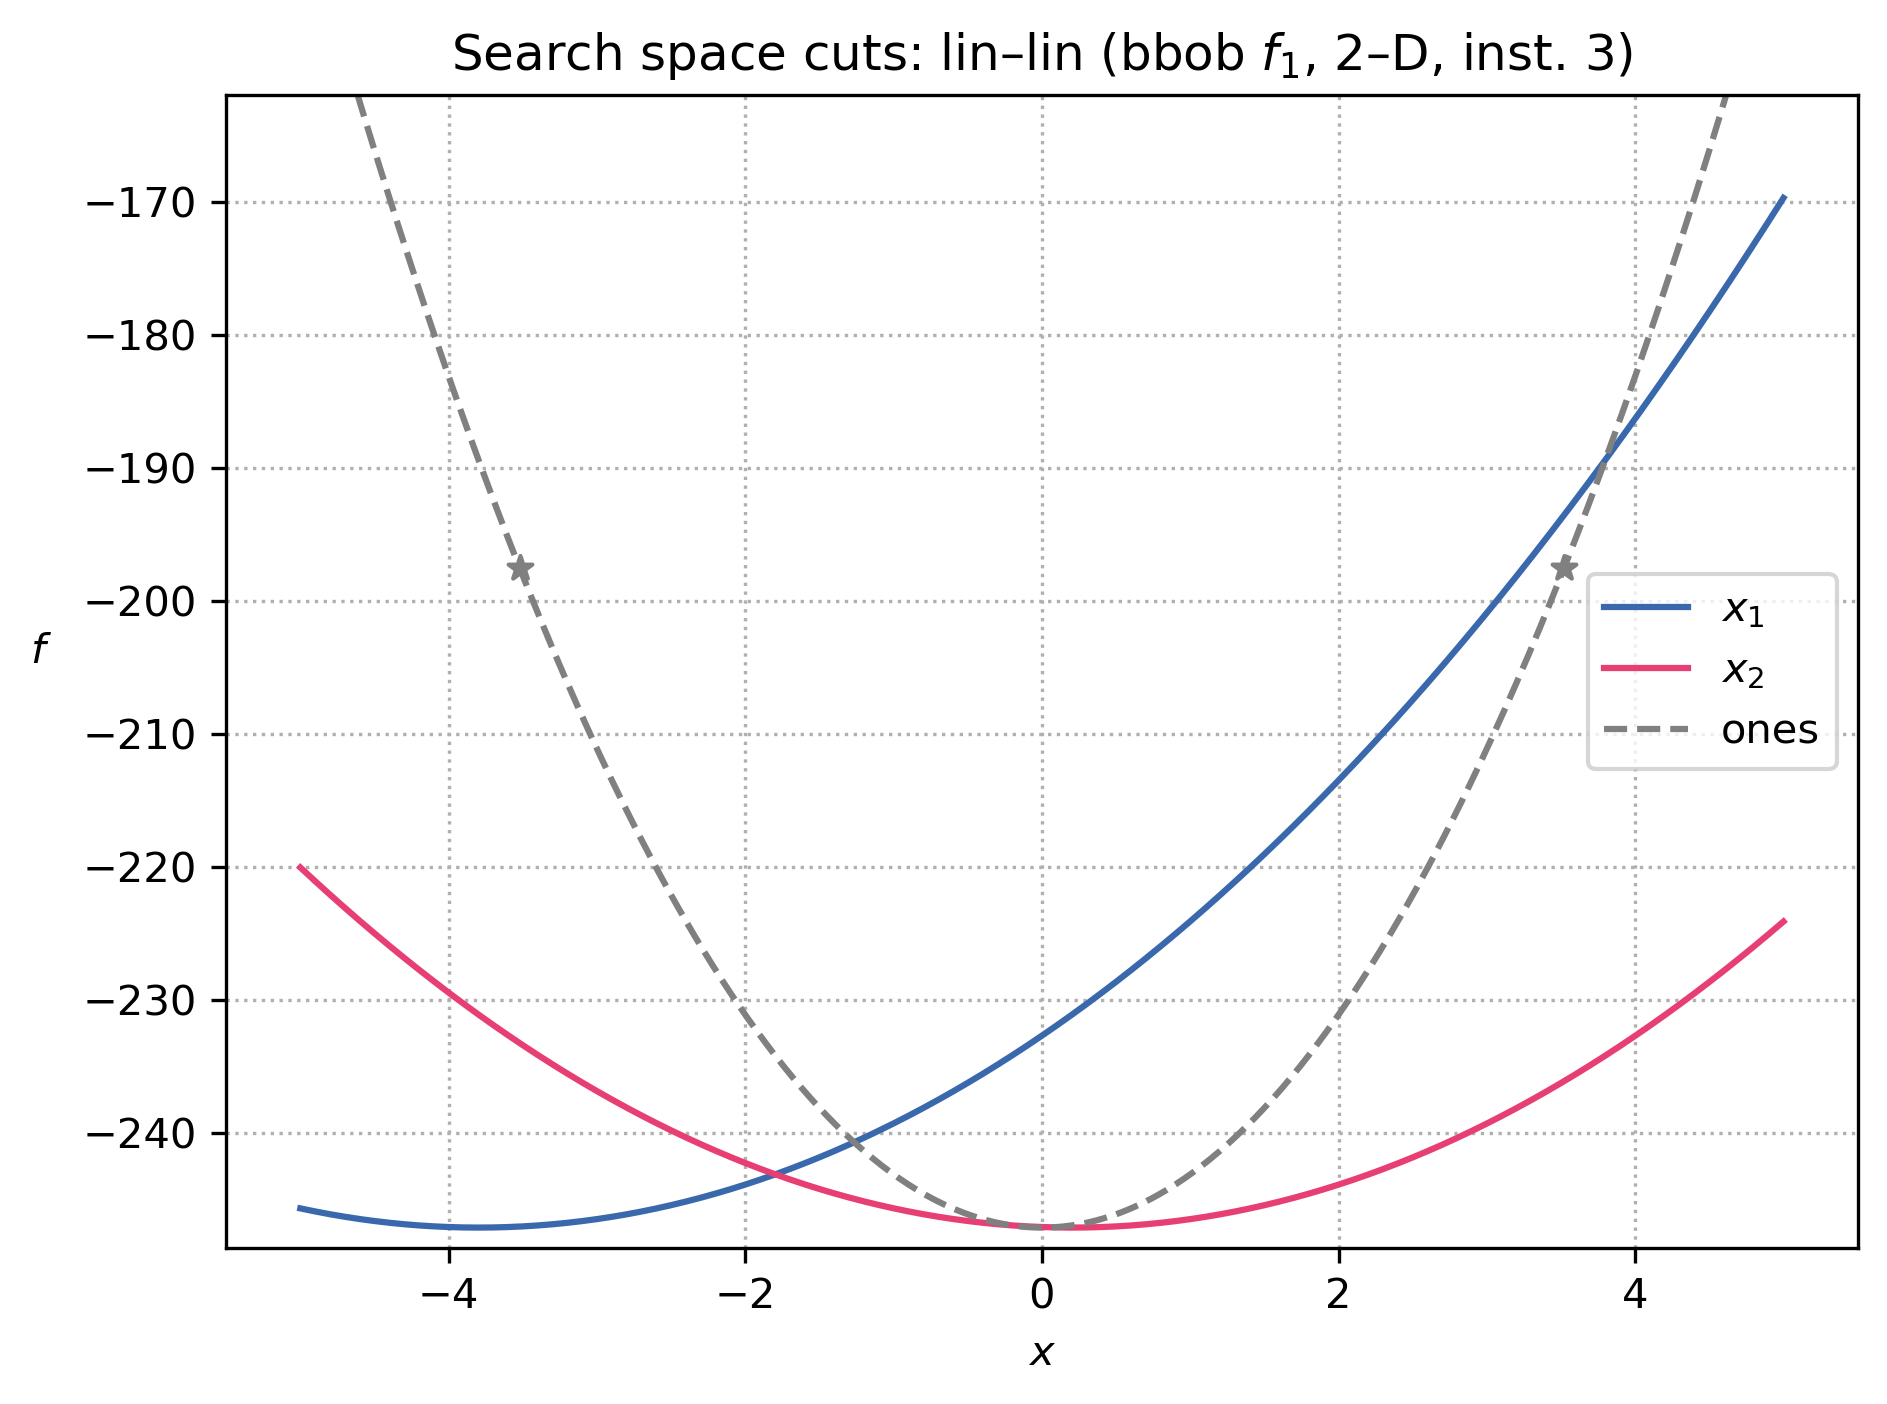 Search space cuts: lin–lin (bbob f₁, 2–D, inst. 3)
−170
−180
−190
−200
−210
−220
−230
−240
f
x₁
x₂
ones
−4 −2 0 2 4
x